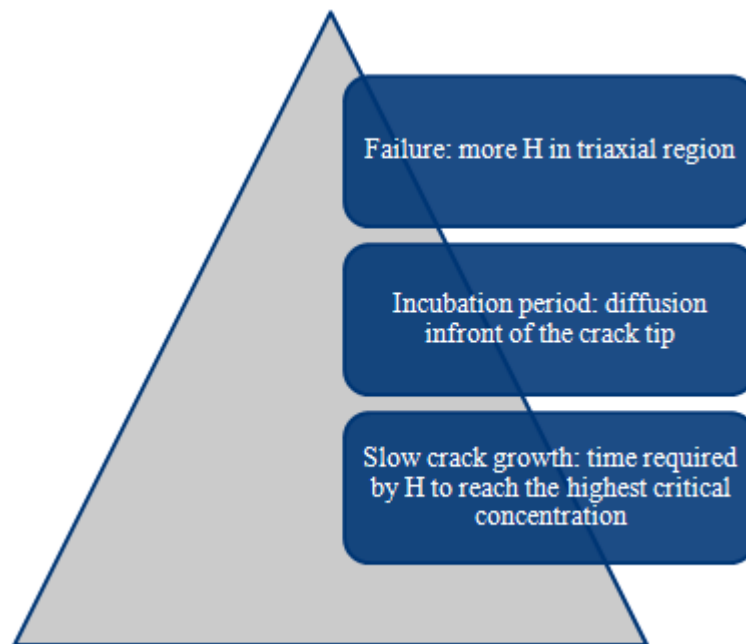 Failure: more H in triaxial region
Incubation period: diffusion
infront of the crack tip
Slow crack growth: time required
by H to reach the highest critical
concentration